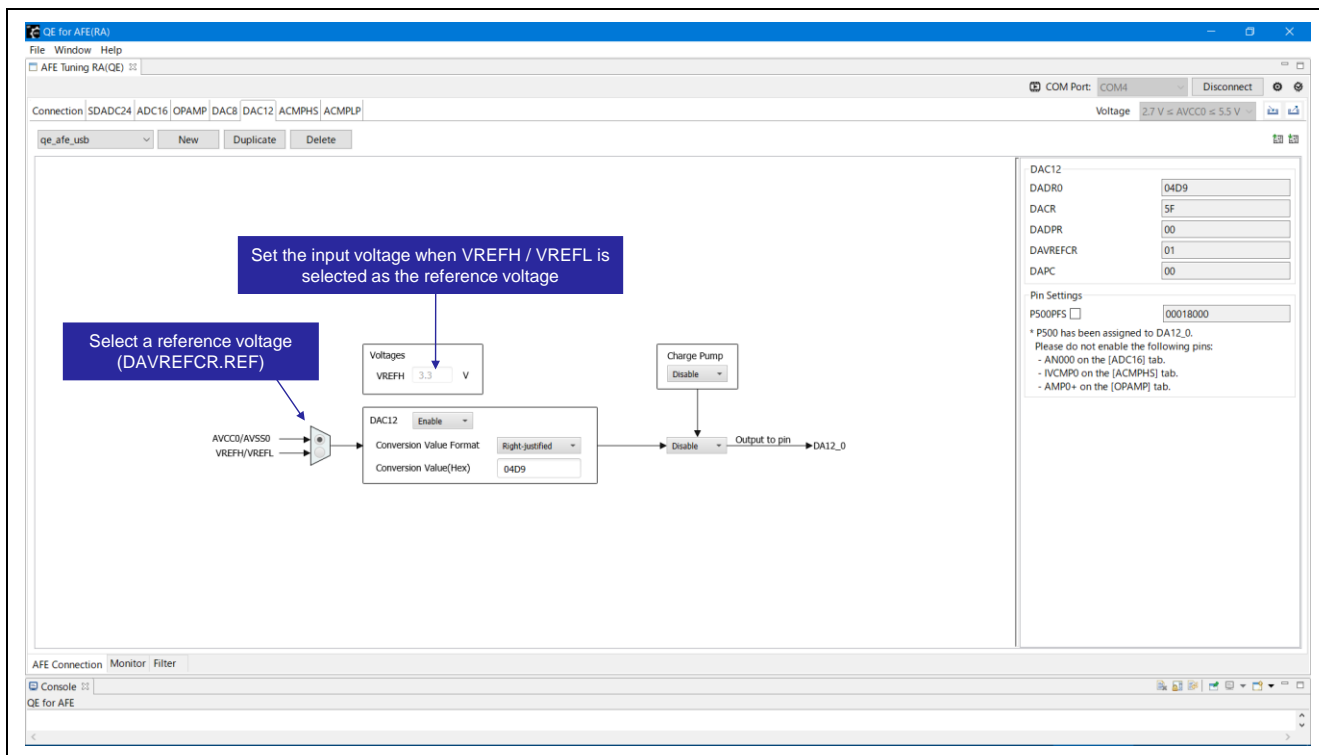 QE for AFE(RA)
File Window Help
AFE Tuning RA(QE)
COM Port: COM4 Disconnect
Connection SDADC24 ADC16 OPAMP DAC8 DAC12 ACMPHS ACMPLP
Voltage 2.7 V ≤ AVCC0 ≤ 5.5 V
qe_afe_usb New Duplicate Delete
Set the input voltage when VREFH / VREFL is
selected as the reference voltage
Select a reference voltage
(DAVREFCR.REF)
Voltages
VREFH 3.3 V
Charge Pump
Disable
DAC12 Enable
AVCC0/AVSS0
VREFH/VREFL
Conversion Value Format Right-justified
Conversion Value(Hex) 04D9
Disable
Output to pin
DA12_0
DAC12
DADR0 04D9
DACR 5F
DADPR 00
DAVREFCR 01
DAPC 00
Pin Settings
P500PFS 00018000
* P500 has been assigned to DA12_0.
Please do not enable the following pins:
- AN000 on the [ADC16] tab.
- IVCMP0 on the [ACMPHS] tab.
- AMP0+ on the [OPAMP] tab.
AFE Connection Monitor Filter
Console
QE for AFE